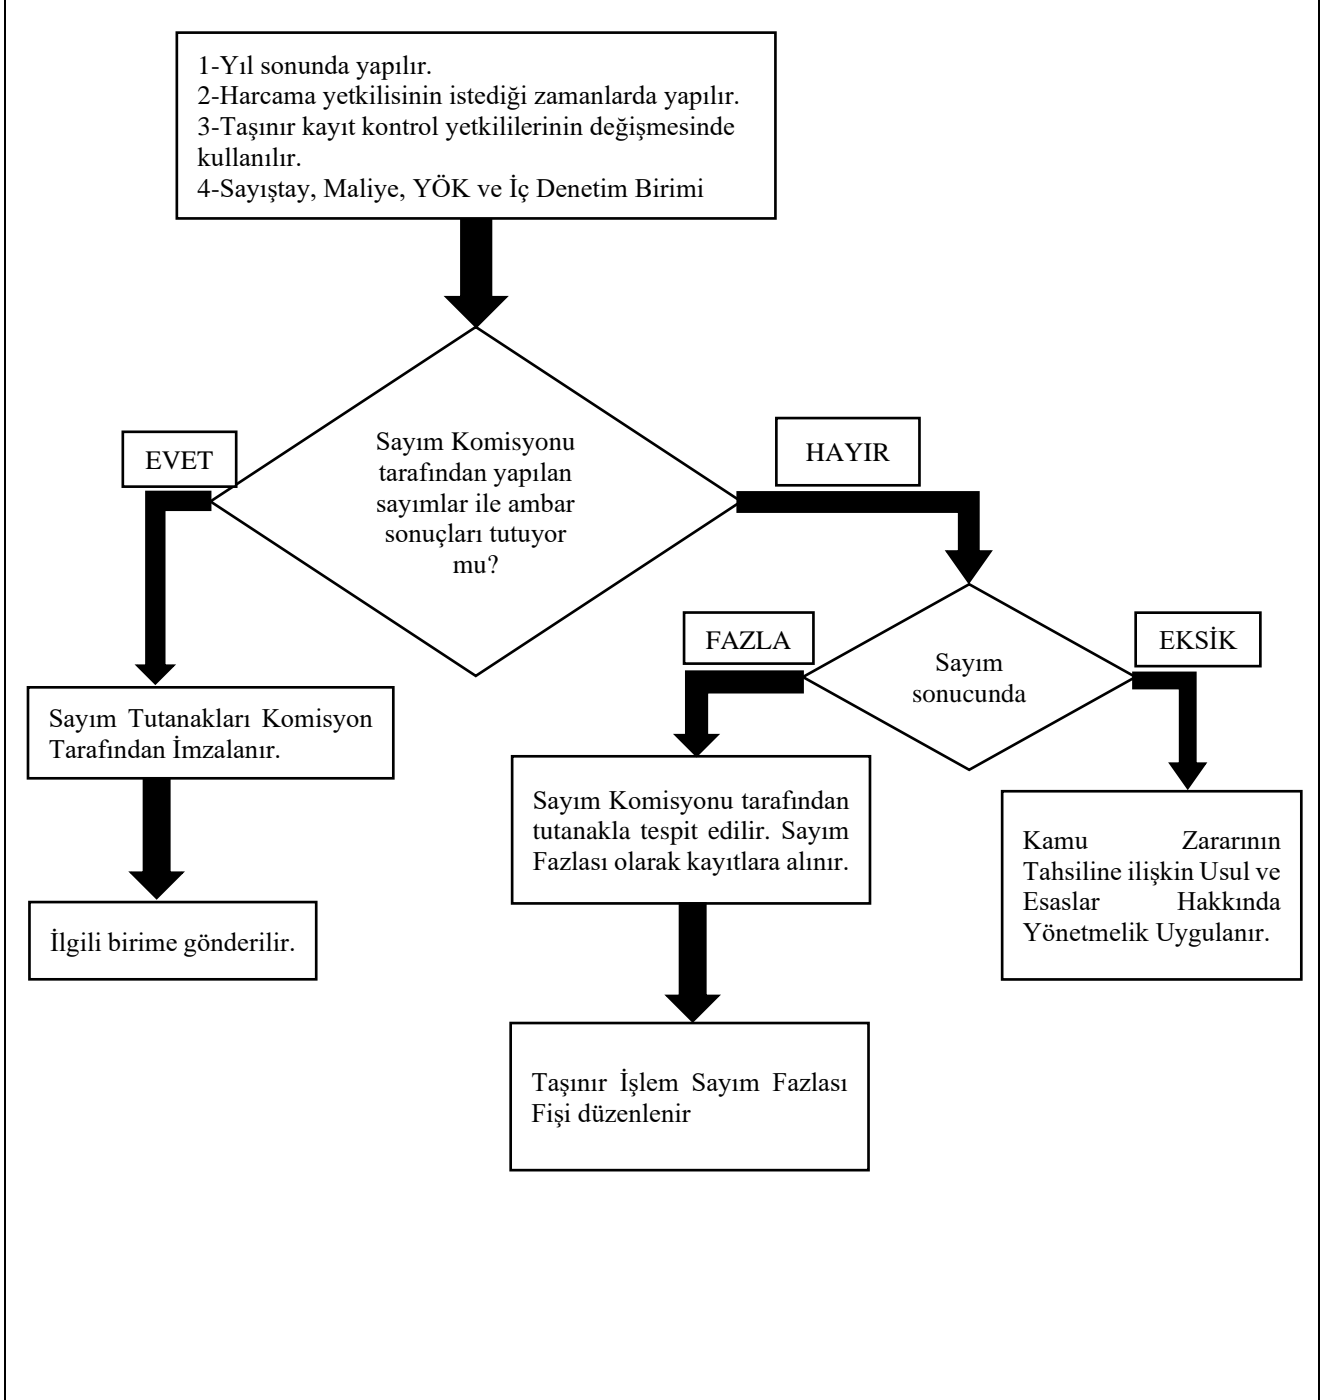 1-Yıl sonunda yapılır.
2-Harcama yetkilisinin istediği zamanlarda yapılır.
3-Taşınır kayıt kontrol yetkililerinin değişmesinde
kullanılır.
4-Sayıştay, Maliye, YÖK ve İç Denetim Birimi
Sayım Komisyonu
tarafından yapılan
sayımlar ile ambar
sonuçları tutuyor
mu?
EVET
HAYIR
Sayım Tutanakları Komisyon
Tarafından İmzalanır.
İlgili birime gönderilir.
Sayım
sonucunda
FAZLA
EKSİK
Sayım Komisyonu tarafından
tutanakla tespit edilir. Sayım
Fazlası olarak kayıtlara alınır.
Taşınır İşlem Sayım Fazlası
Fişi düzenlenir
Kamu Zararının
Tahsiline ilişkin Usul ve
Esaslar Hakkında
Yönetmelik Uygulanır.